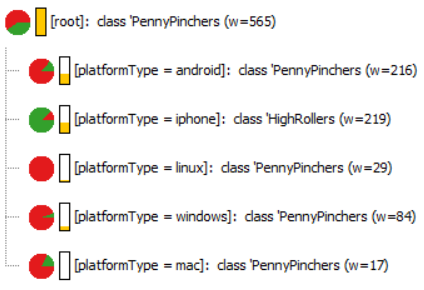 [root]: class 'PennyPinchers (w=565)
[platformType = android]: class 'PennyPinchers (w=216)
[platformType = iphone]: class 'HighRollers (w=219)
[platformType = linux]: class 'PennyPinchers (w=29)
[platformType = windows]: class 'PennyPinchers (w=84)
[platformType = mac]: class 'PennyPinchers (w=17)